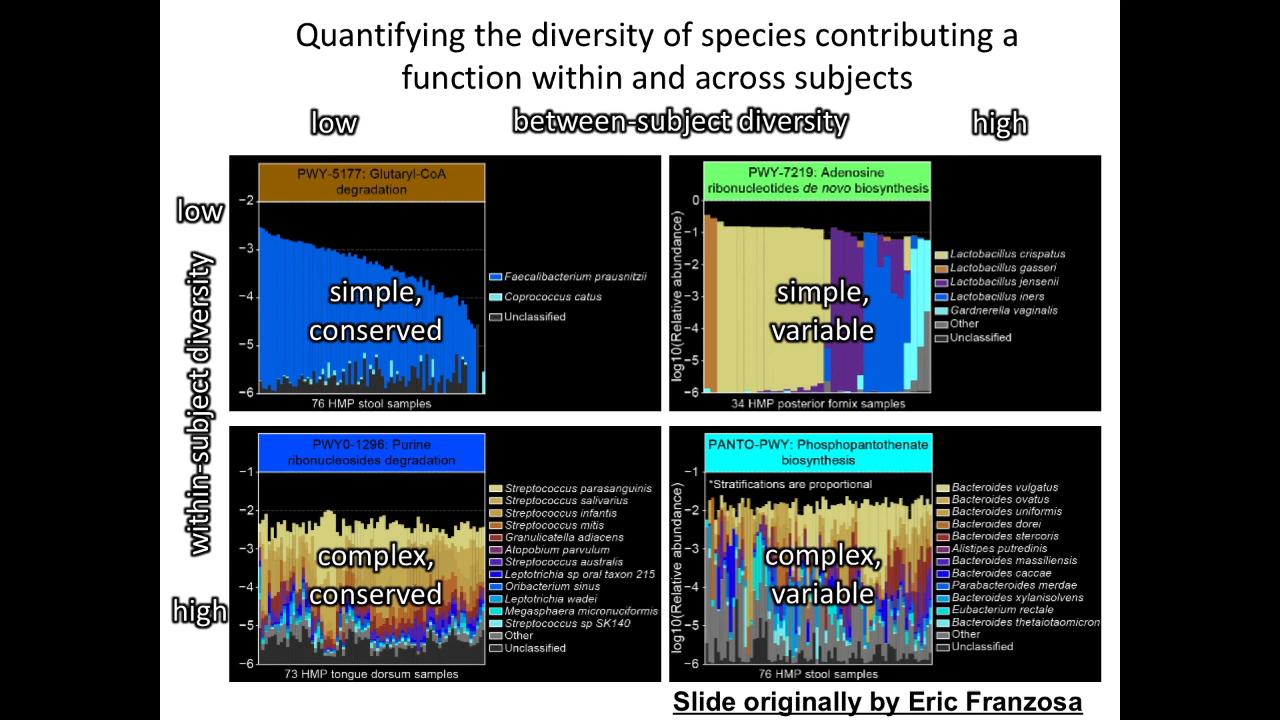 Quantifying the diversity of species contributing a
function within and across subjects
low
between-subject diversity
high
low
within-subject diversity
high
PWY-5177: Glutaryl-CoA
degradation
−2
−3
−4
−5
−6
simple,
conserved
Faecalibacterium prausnitzii
Coprococcus catus
Unclassified
76 HMP stool samples
PWY-7219: Adenosine
ribonucleotides de novo biosynthesis
log10(Relative abundance)
0
−1
−2
−3
−4
−5
−6
simple,
variable
Lactobacillus crispatus
Lactobacillus gasseri
Lactobacillus jensenii
Lactobacillus iners
Gardnerella vaginalis
Other
Unclassified
34 HMP posterior fornix samples
PWY0-1296: Purine
ribonucleosides degradation
−1
−2
−3
−4
−5
−6
complex,
conserved
Streptococcus parasanguinis
Streptococcus salivarius
Streptococcus infantis
Streptococcus mitis
Granulicatella adiacens
Atopobium parvulum
Streptococcus australis
Leptotrichia sp oral taxon 215
Oribacterium sinus
Leptotrichia wadei
Megasphaera micronuciformis
Streptococcus sp SK140
Other
Unclassified
73 HMP tongue dorsum samples
PANTO-PWY: Phosphopantothenate
biosynthesis
*Stratifications are proportional
log10(Relative abundance)
−1
−2
−3
−4
−5
−6
complex,
variable
Bacteroides vulgatus
Bacteroides ovatus
Bacteroides uniformis
Bacteroides dorei
Bacteroides stercoris
Alistipes putredinis
Bacteroides massiliensis
Bacteroides caccae
Parabacteroides merdae
Bacteroides xylanisolvens
Eubacterium rectale
Bacteroides thetaiotaomicron
Other
Unclassified
76 HMP stool samples
Slide originally by Eric Franzosa